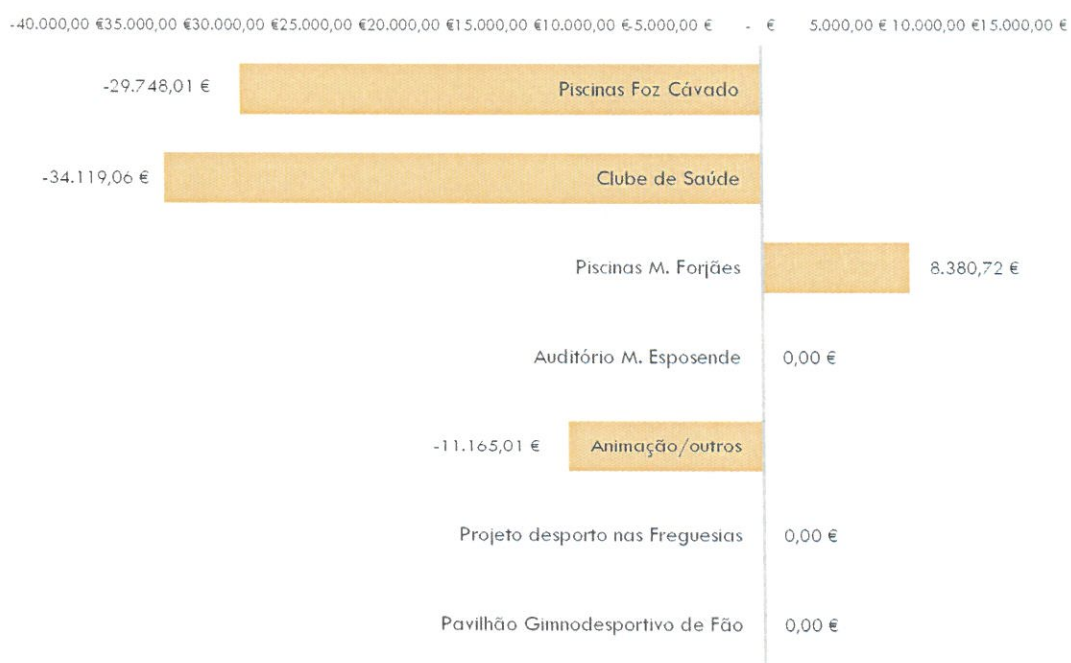 -40.000,00 €35.000,00 €30.000,00 €25.000,00 €20.000,00 €15.000,00 €10.000,00 €-5.000,00 € - € 5.000,00 € 10.000,00 €15.000,00 €
-29.748,01 € Piscinas Foz Cávado
-34.119,06 € Clube de Saúde
Piscinas M. Forjães 8.380,72 €
Auditório M. Esposende 0,00 €
-11.165,01 € Animação/outros
Projeto desporto nas Freguesias 0,00 €
Pavilhão Gimnodesportivo de Fão 0,00 €